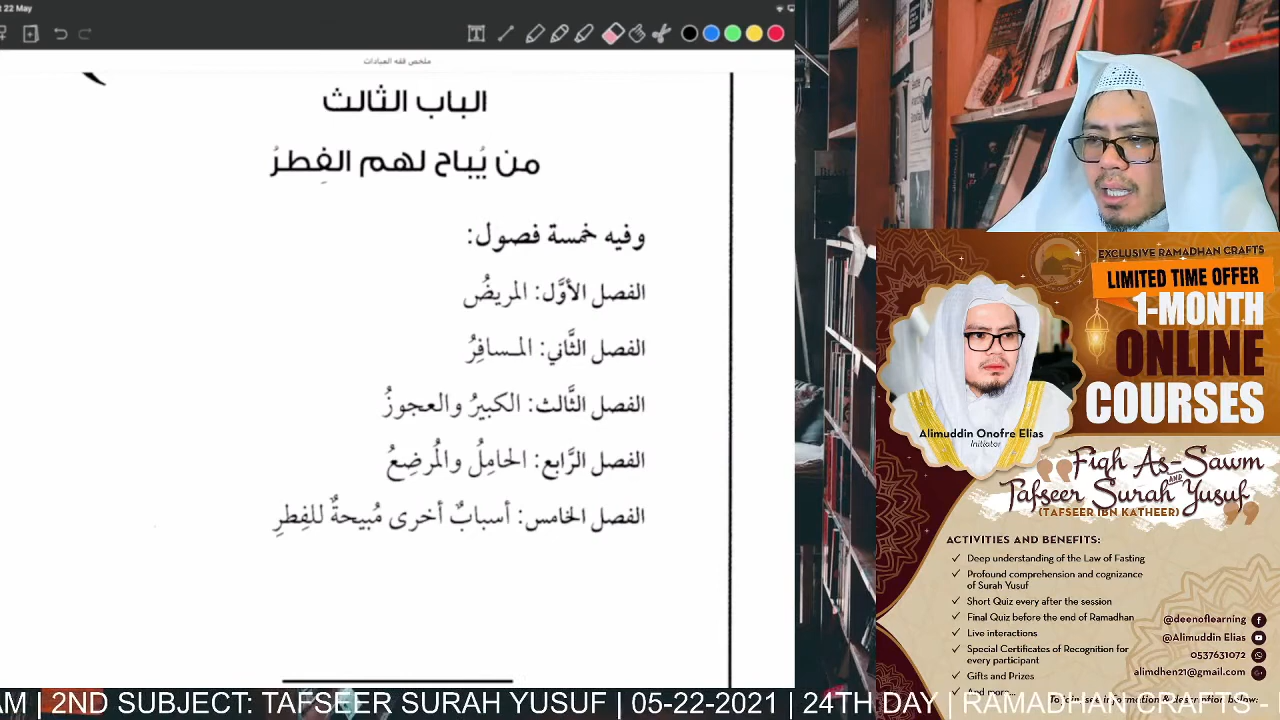 22 May
ملخص فقه العبادات
الباب الثَّالث
من يُباح لهم الفِطرُ
وفيه خمسة فصول:
الفصل الأوَّل: المريضُ
الفصل الثَّاني: المسافِرُ
الفصل الثَّالث: الكبيرُ والعجوزُ
الفصل الرَّابع: الحامِلُ والمُرضِعُ
الفصل الخامس: أسبابٌ أخرى مُبيحةٌ للفِطرِ
EXCLUSIVE RAMADHAN CRAFTS
LIMITED TIME OFFER
1-MONTH
ONLINE
COURSES
Alimuddin Onofre Elias
Initiator
Fiqh As-Sawm
AND
Tafseer Surah Yusuf
(TAFSEER IBN KATHEER)
ACTIVITIES AND BENEFITS:
✓ Deep understanding of the Law of Fasting
✓ Profound comprehension and cognizance
of Surah Yusuf
✓ Short Quiz every after the session
✓ Final Quiz before the end of Ramadhan
✓ Live interactions
✓ Special Certificates of Recognition for
every participant
✓ Gifts and Prizes
@deenoflearning
@Alimuddin Elias
0537631072
alimdhen21@gmail.com
AM | 2ND SUBJECT: TAFSEER SURAH YUSUF | 05-22-2021 | 24TH DAY | RAMADHAN CRAFTS -